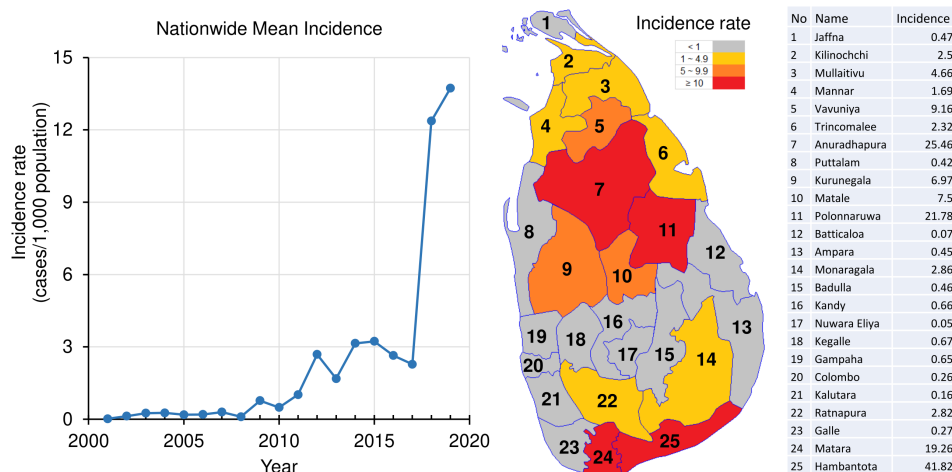 Nationwide Mean Incidence
Incidence rate
(cases/1,000 population)
15
12
9
6
3
0
2000
2005
2010
2015
2020
Year
Incidence rate
< 1
1 ~ 4.9
5 ~ 9.9
≥ 10
1
2
3
4
5
6
7
8
9
10
11
12
13
14
15
16
17
18
19
20
21
22
23
24
25
No Name Incidence
1 Jaffna 0.47
2 Kilinochchi 2.5
3 Mullaitivu 4.66
4 Mannar 1.69
5 Vavuniya 9.16
6 Trincomalee 2.32
7 Anuradhapura 25.46
8 Puttalam 0.42
9 Kurunegala 6.97
10 Matale 7.5
11 Polonnaruwa 21.78
12 Batticaloa 0.07
13 Ampara 0.45
14 Monaragala 2.86
15 Badulla 0.46
16 Kandy 0.66
17 Nuwara Eliya 0.05
18 Kegalle 0.67
19 Gampaha 0.65
20 Colombo 0.26
21 Kalutara 0.16
22 Ratnapura 2.82
23 Galle 0.27
24 Matara 19.26
25 Hambantota 41.82